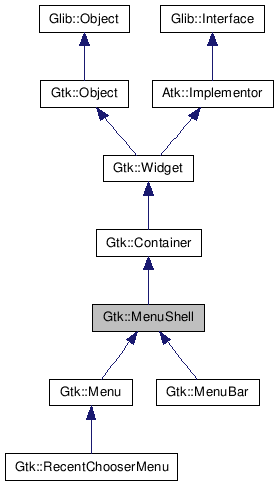 Glib::Object
Glib::Interface
Gtk::Object
Atk::Implementor
Gtk::Widget
Gtk::Container
Gtk::MenuShell
Gtk::Menu
Gtk::MenuBar
Gtk::RecentChooserMenu